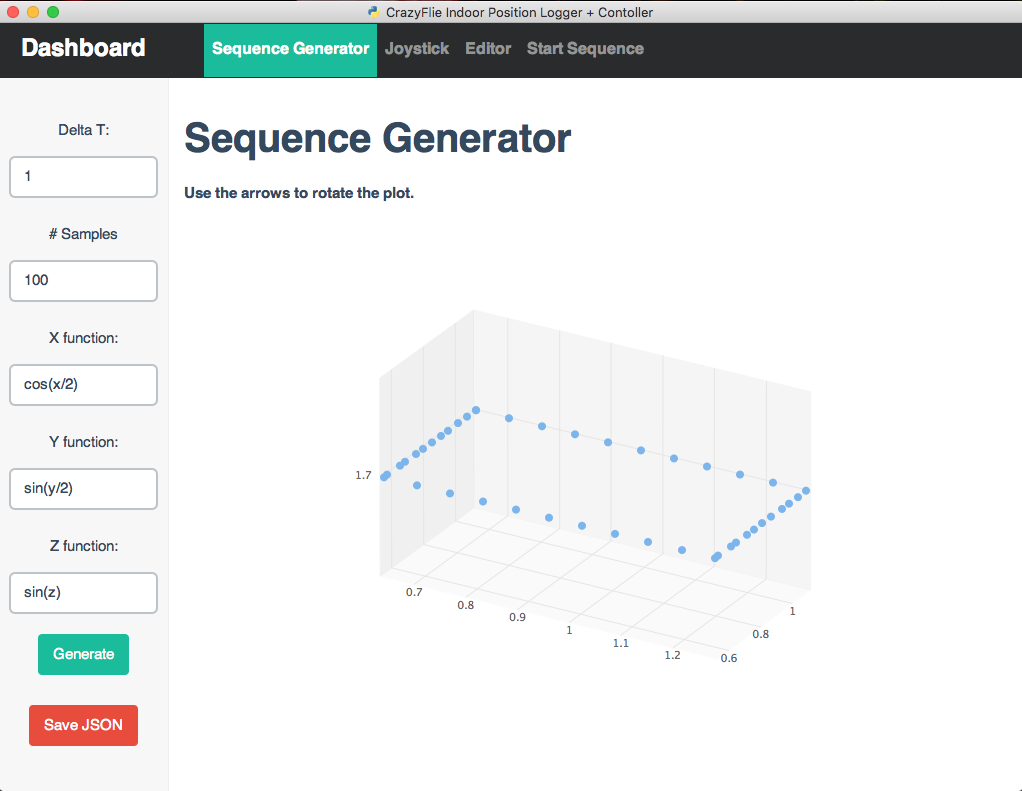 CrazyFlie Indoor Position Logger + Contoller
Dashboard
Sequence Generator
Joystick
Editor
Start Sequence
Delta T:
1
# Samples
100
X function:
cos(x/2)
Y function:
sin(y/2)
Z function:
sin(z)
Generate
Save JSON
Sequence Generator
Use the arrows to rotate the plot.
1.7
0.7
0.8
0.9
1
1.1
1.2
0.6
0.8
1